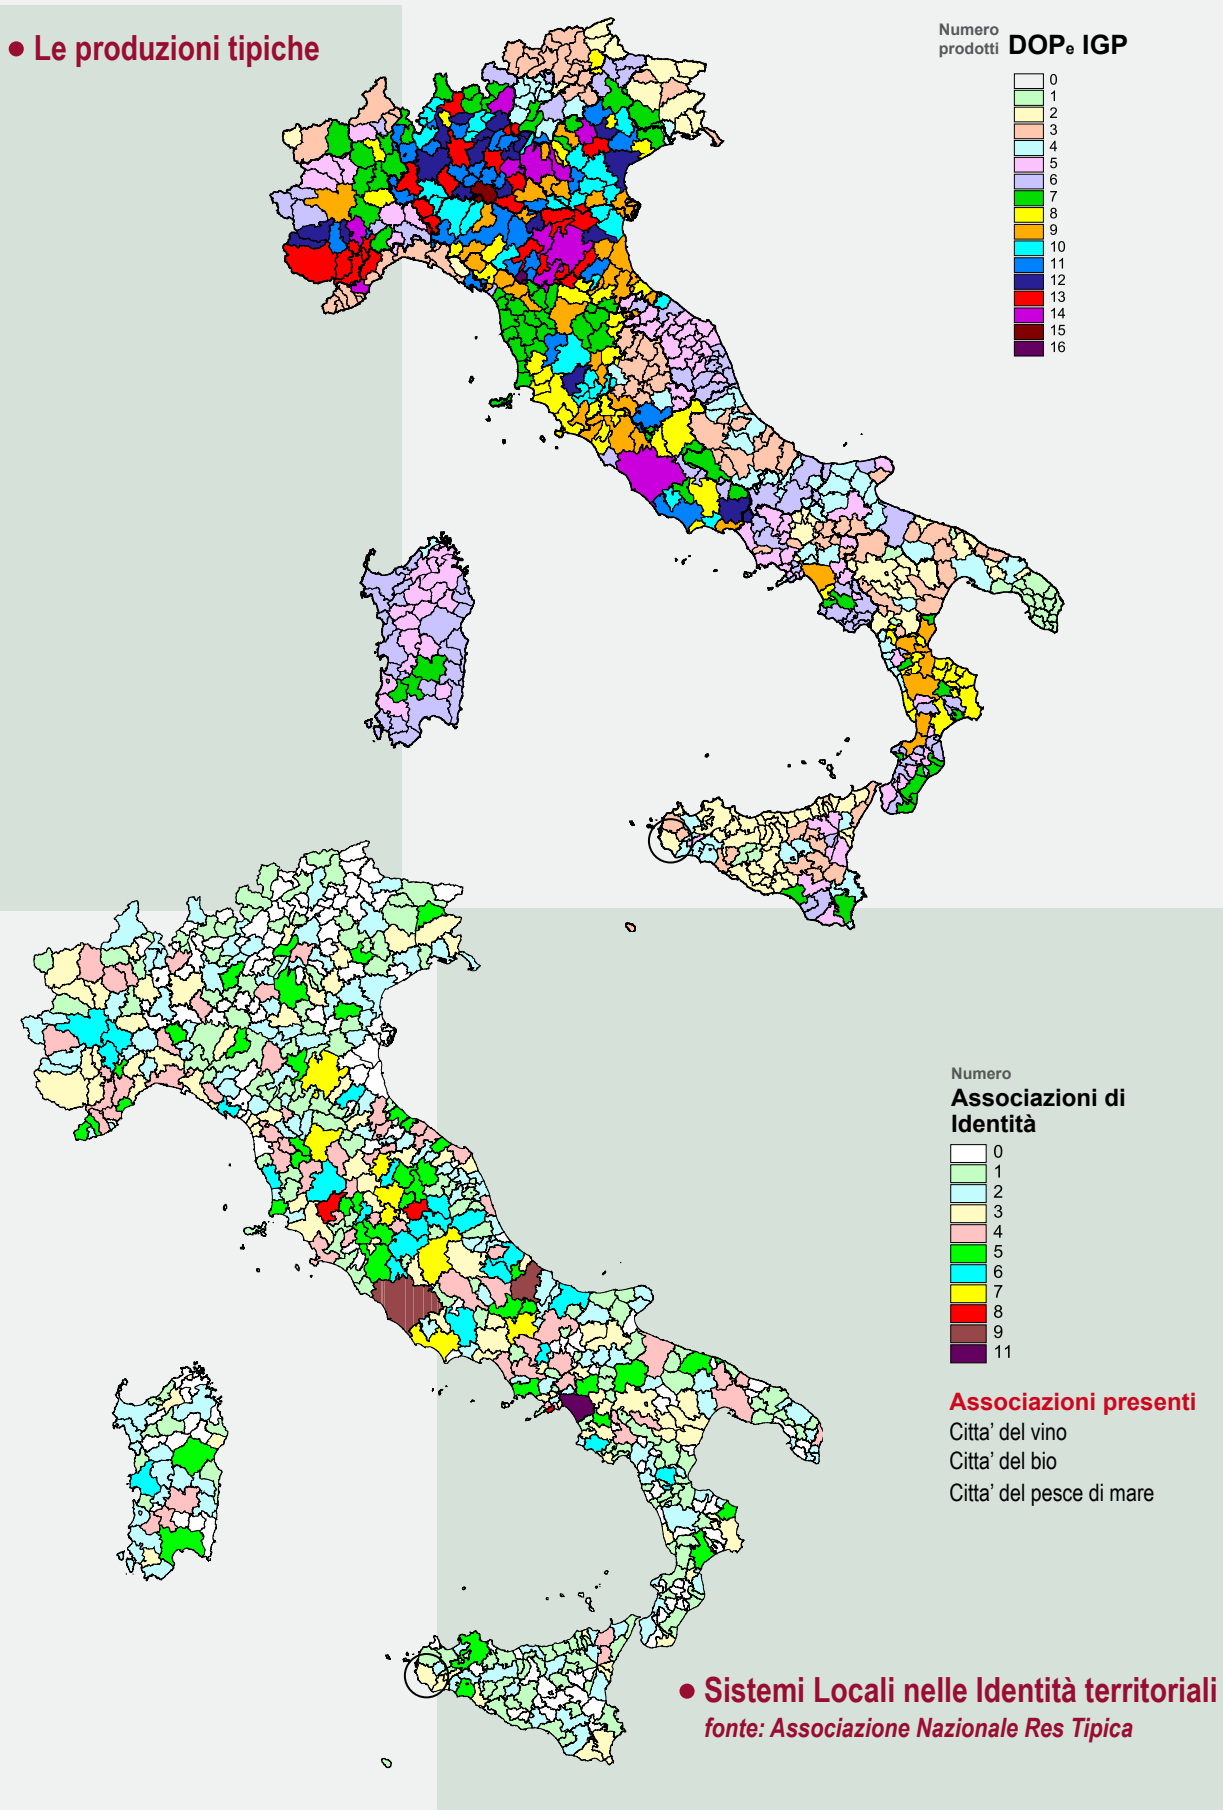 ● Le produzioni tipiche
Numero
prodotti DOPe IGP
0
1
2
3
4
5
6
7
8
9
10
11
12
13
14
15
16
Numero
Associazioni di
Identità
0
1
2
3
4
5
6
7
8
9
11
Associazioni presenti
Citta' del vino
Citta' del bio
Citta' del pesce di mare
● Sistemi Locali nelle Identità territoriali
fonte: Associazione Nazionale Res Tipica